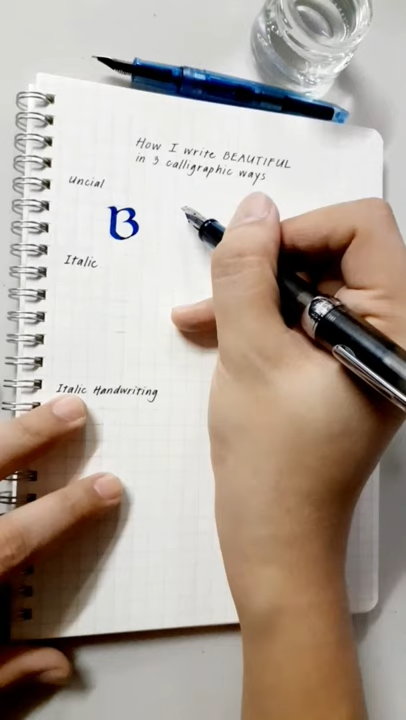 How I write BEAUTIFUL
in 3 calligraphic ways
Uncial
B
Italic
Italic Handwriting